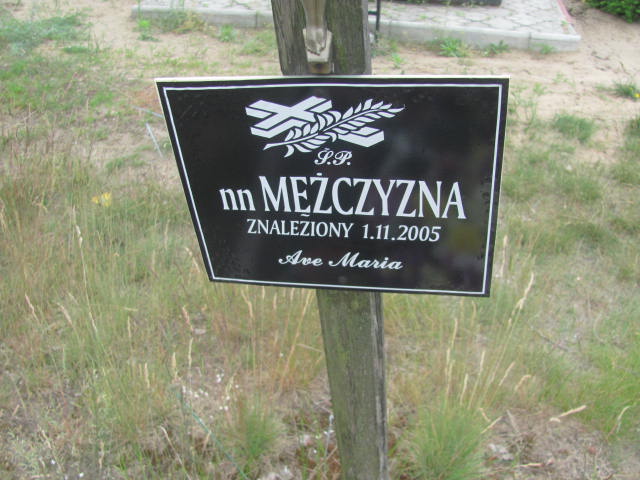 Ś.P.
nn MĘŻCZYZNA
ZNALEZIONY 1.11.2005
Ave Maria